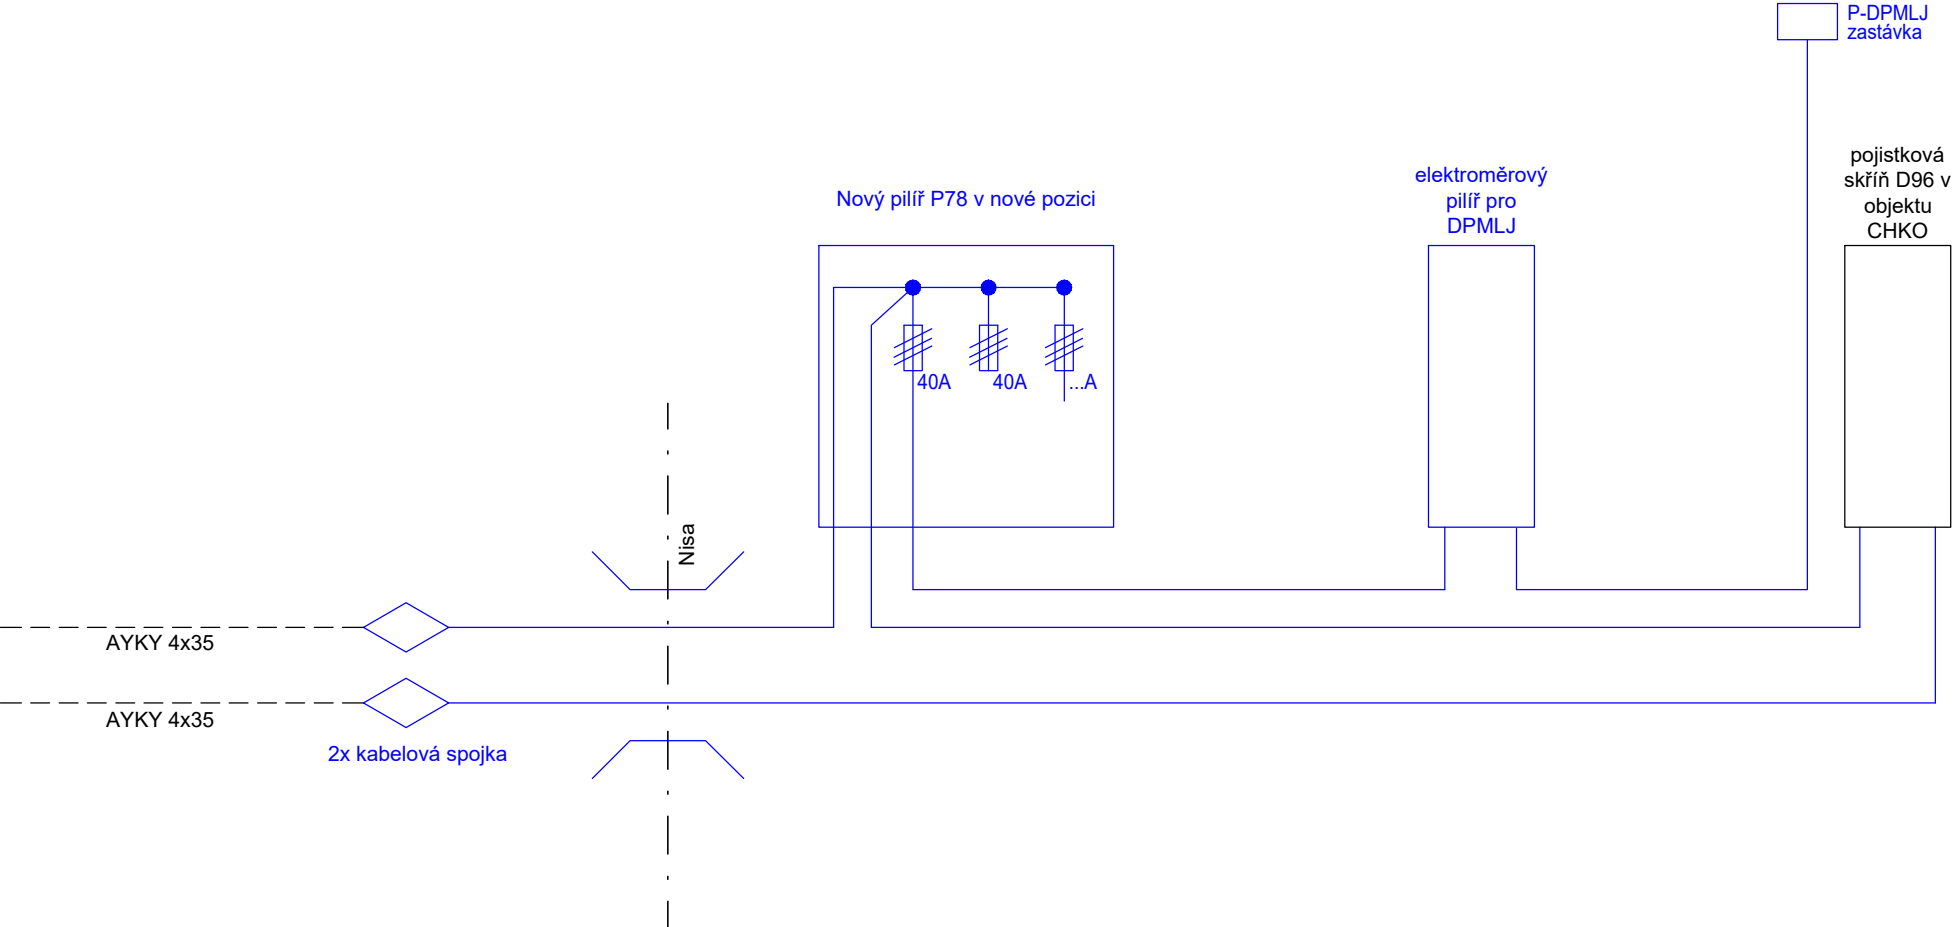 P-DPMLJ
zastávka
pojistková
skříň D96 v
objektu
CHKO
elektroměrový
pilíř pro
DPMLJ
Nový pilíř P78 v nové pozici
40A
40A
...A
Nisa
AYKY 4x35
AYKY 4x35
2x kabelová spojka